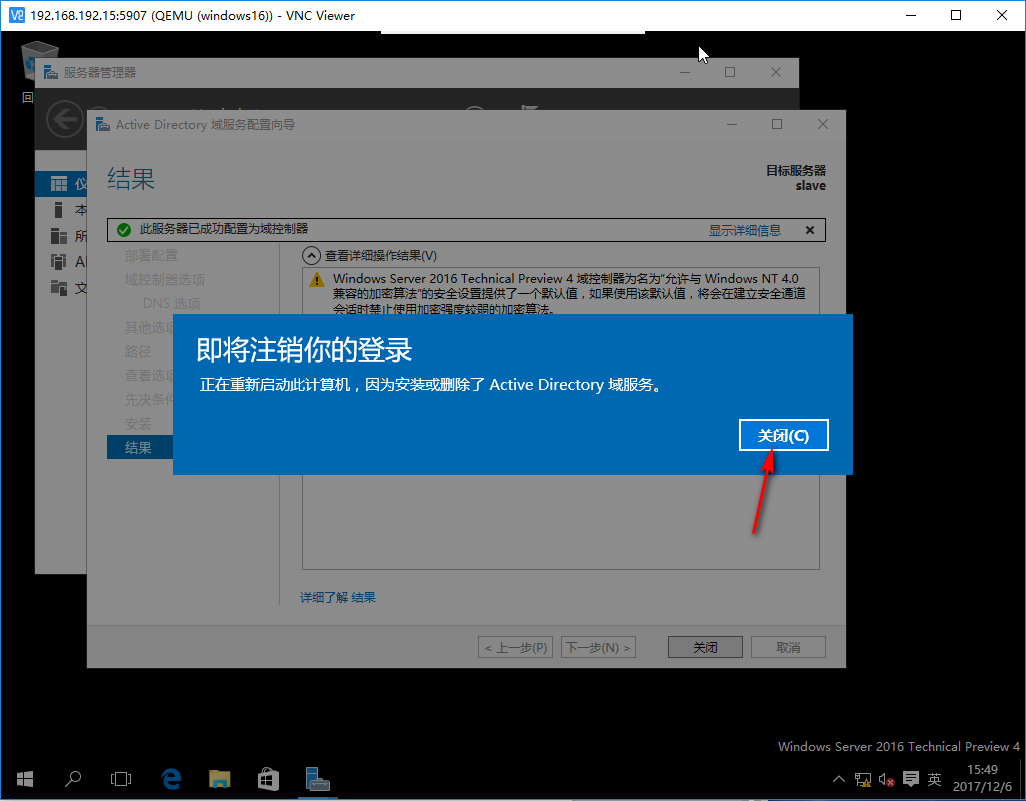 192.168.192.15:5907 (QEMU (windows16)) - VNC Viewer
服务器管理器
回
Active Directory 域服务配置向导
结果
目标服务器
slave
仪
本
所
文
此服务器已成功配置为域控制器
显示详细信息
部署配置
域控制器选项
DNS 选项
其他选项
路径
查看选项
先决条件
安装
结果
查看详细操作结果(V)
Windows Server 2016 Technical Preview 4 域控制器为名为"允许与 Windows NT 4.0
兼容的加密算法"的安全设置提供了一个默认值，如果使用该默认值，将会在建立安全通道
会话时禁止使用加密强度较弱的加密算法。
即将注销你的登录
正在重新启动此计算机，因为安装或删除了 Active Directory 域服务。
关闭(C)
详细了解 结果
< 上一步(P)
下一步(N) >
关闭
取消
Windows Server 2016 Technical Preview 4
英
15:49
2017/12/6